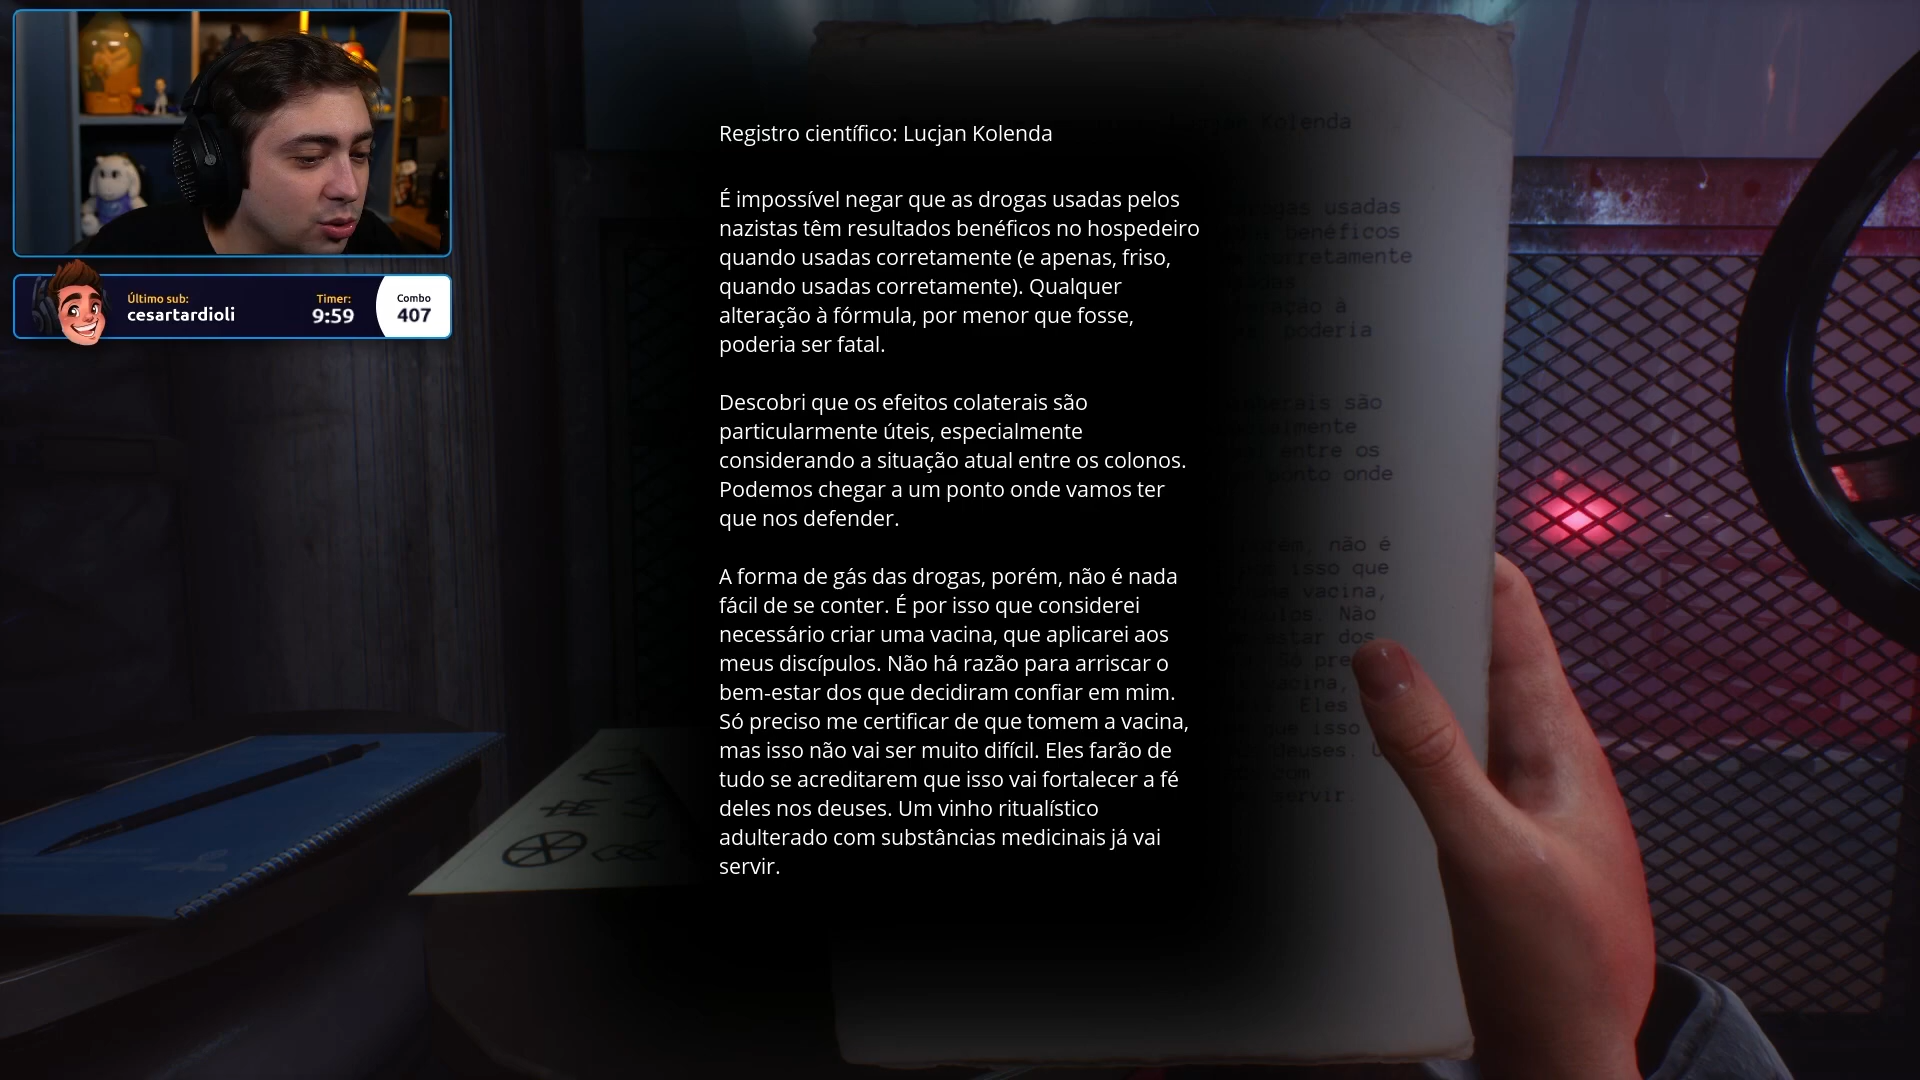 Último sub:
cesartardioli
Timer:
9:59
Combo
407
Registro científico: Lucjan Kolenda
É impossível negar que as drogas usadas pelos
nazistas têm resultados benéficos no hospedeiro
quando usadas corretamente (e apenas, friso,
quando usadas corretamente). Qualquer
alteração à fórmula, por menor que fosse,
poderia ser fatal.
Descobri que os efeitos colaterais são
particularmente úteis, especialmente
considerando a situação atual entre os colonos.
Podemos chegar a um ponto onde vamos ter
que nos defender.
A forma de gás das drogas, porém, não é nada
fácil de se conter. É por isso que considerei
necessário criar uma vacina, que aplicarei aos
meus discípulos. Não há razão para arriscar o
bem-estar dos que decidiram confiar em mim.
Só preciso me certificar de que tomem a vacina,
mas isso não vai ser muito difícil. Eles farão de
tudo se acreditarem que isso vai fortalecer a fé
deles nos deuses. Um vinho ritualístico
adulterado com substâncias medicinais já vai
servir.